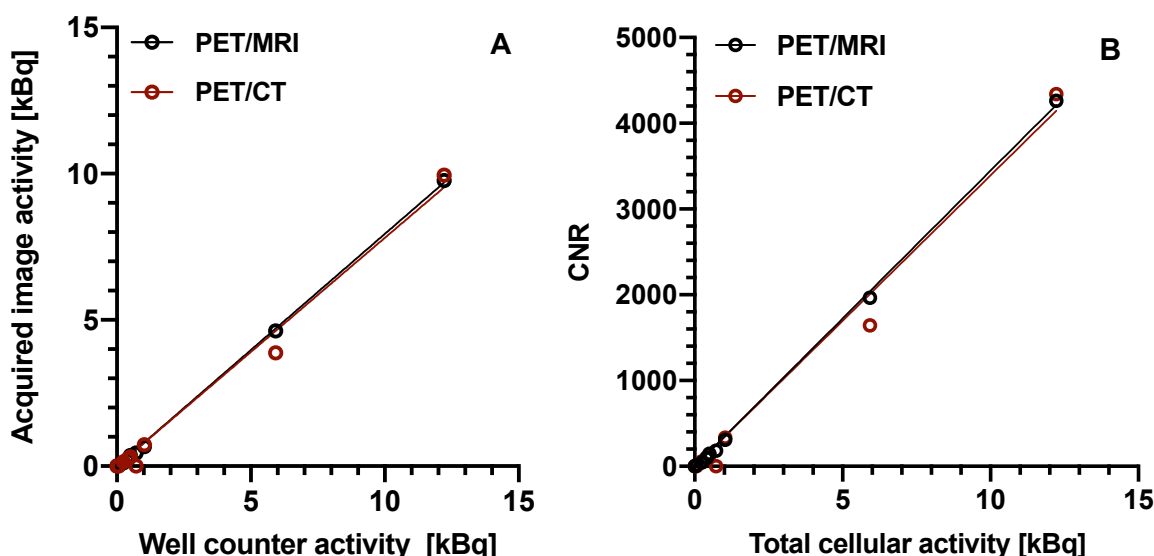 PET/MRI
PET/CT
A
Acquired image activity [kBq]
15
10
5
0
0 5 10 15
Well counter activity [kBq]
PET/MRI
PET/CT
B
CNR
5000
4000
3000
2000
1000
0
0 5 10 15
Total cellular activity [kBq]